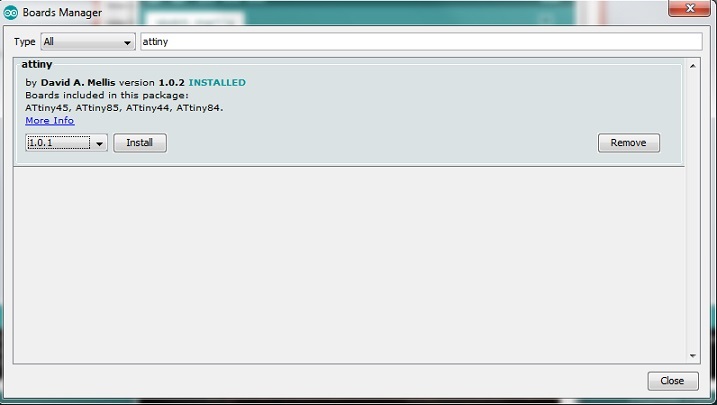 Boards Manager
Type All attiny
attiny
by David A. Mellis version 1.0.2 INSTALLED
Boards included in this package:
ATtiny45, ATtiny85, ATtiny44, ATtiny84.
More Info
1.0.1 Install Remove
Close